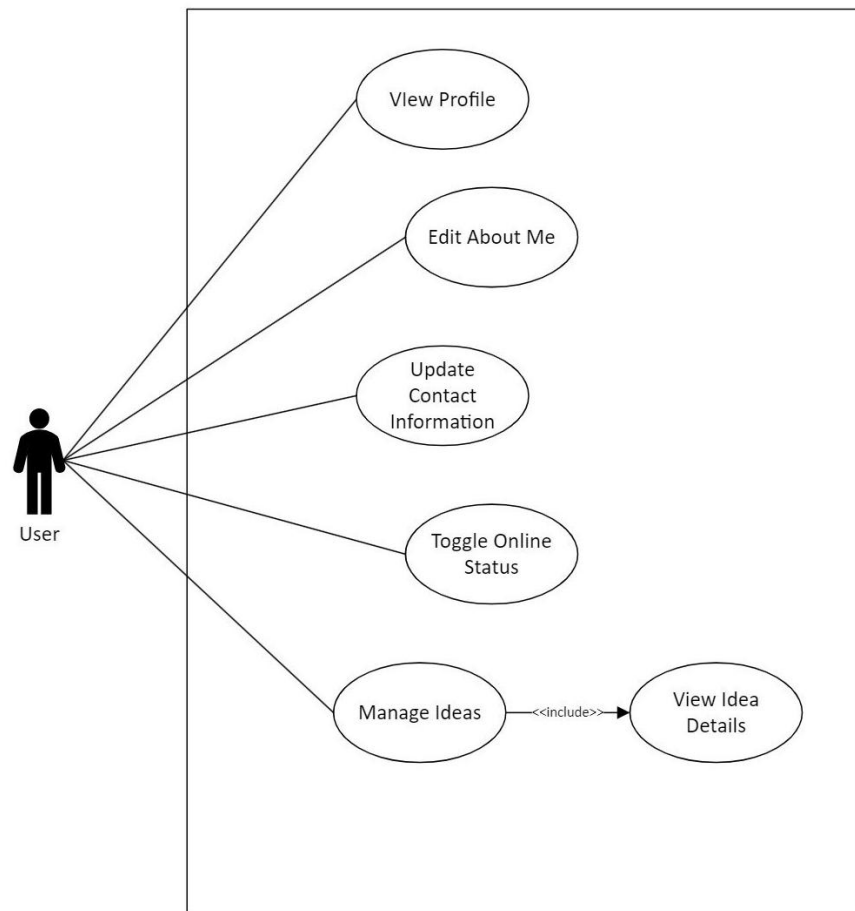 VIew Profile
Edit About Me
Update
Contact
Information
User
Toggle Online
Status
Manage Ideas
<<include>>
View Idea
Details